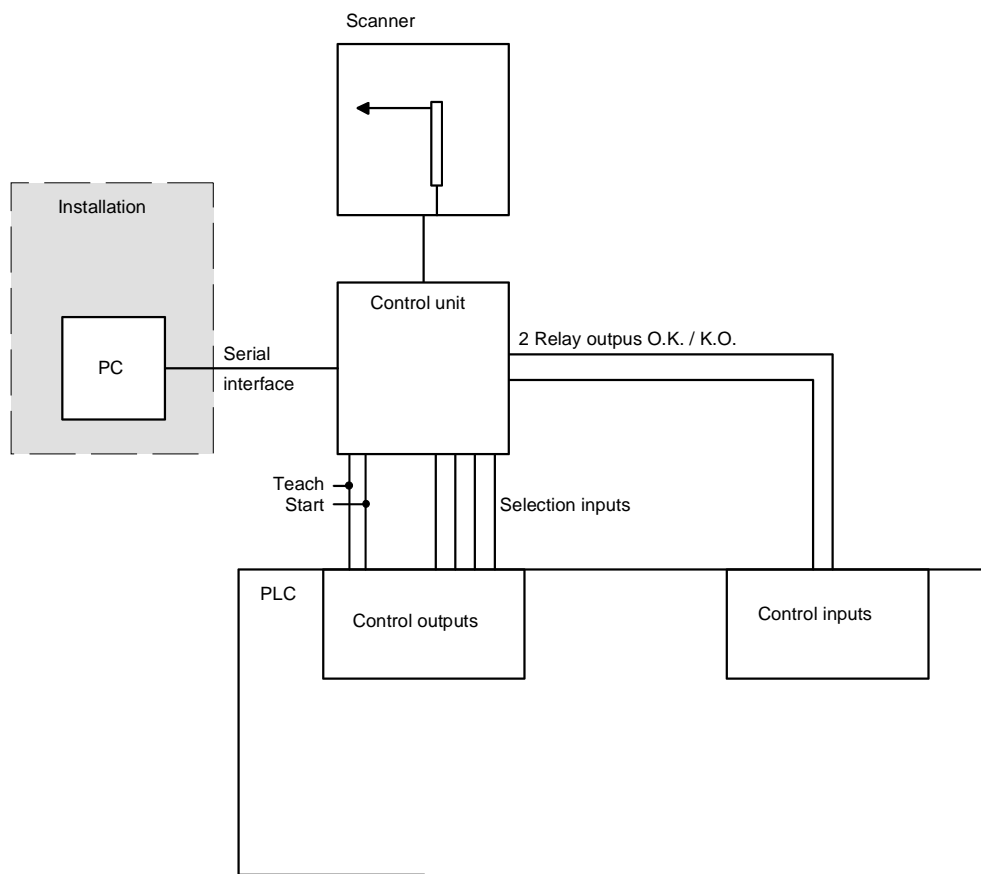 Scanner
Installation
Control unit
2 Relay outpus O.K. / K.O.
PC
Serial
interface
Teach
Start
Selection inputs
PLC
Control outputs
Control inputs